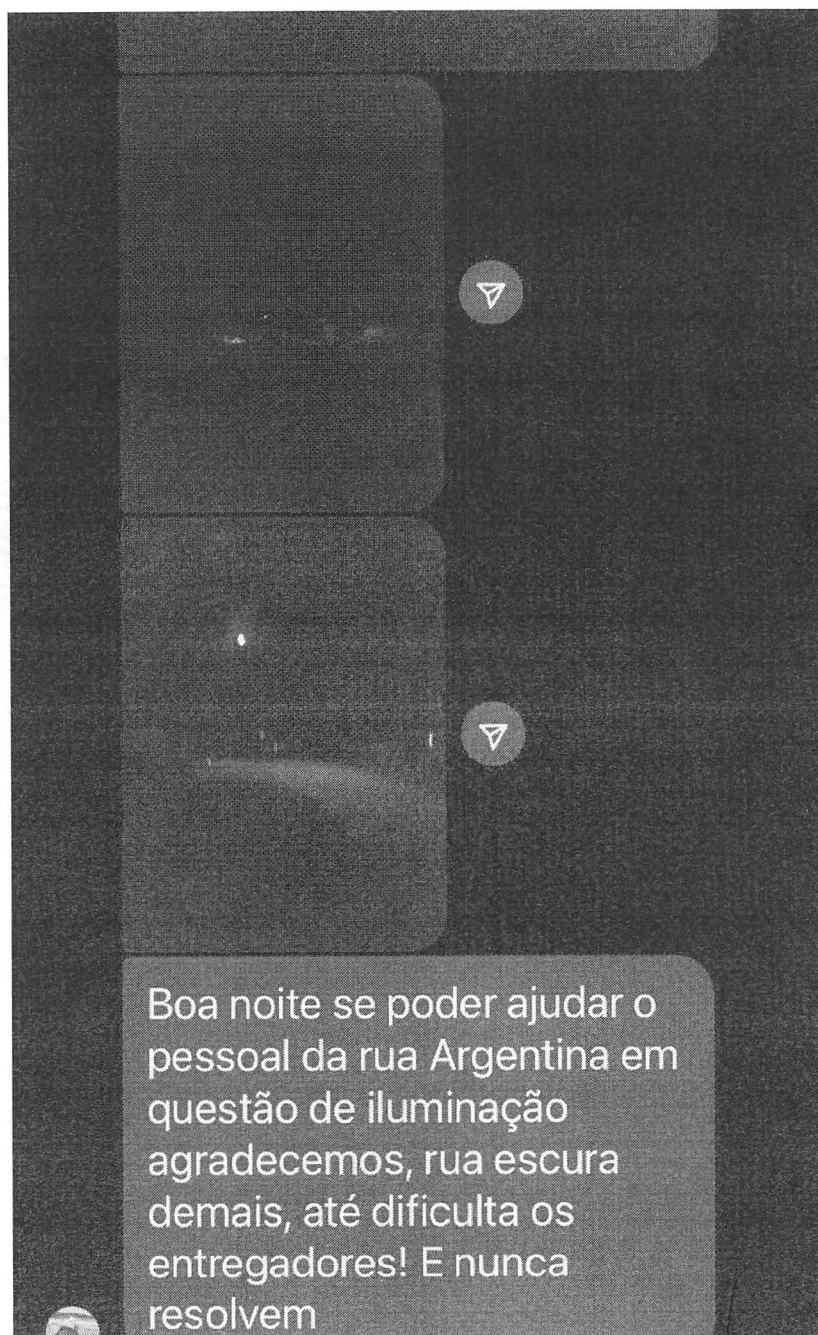 Boa noite se poder ajudar o
pessoal da rua Argentina em
questão de iluminação
agradecemos, rua escura
demais, até dificulta os
entregadores! E nunca
resolvem